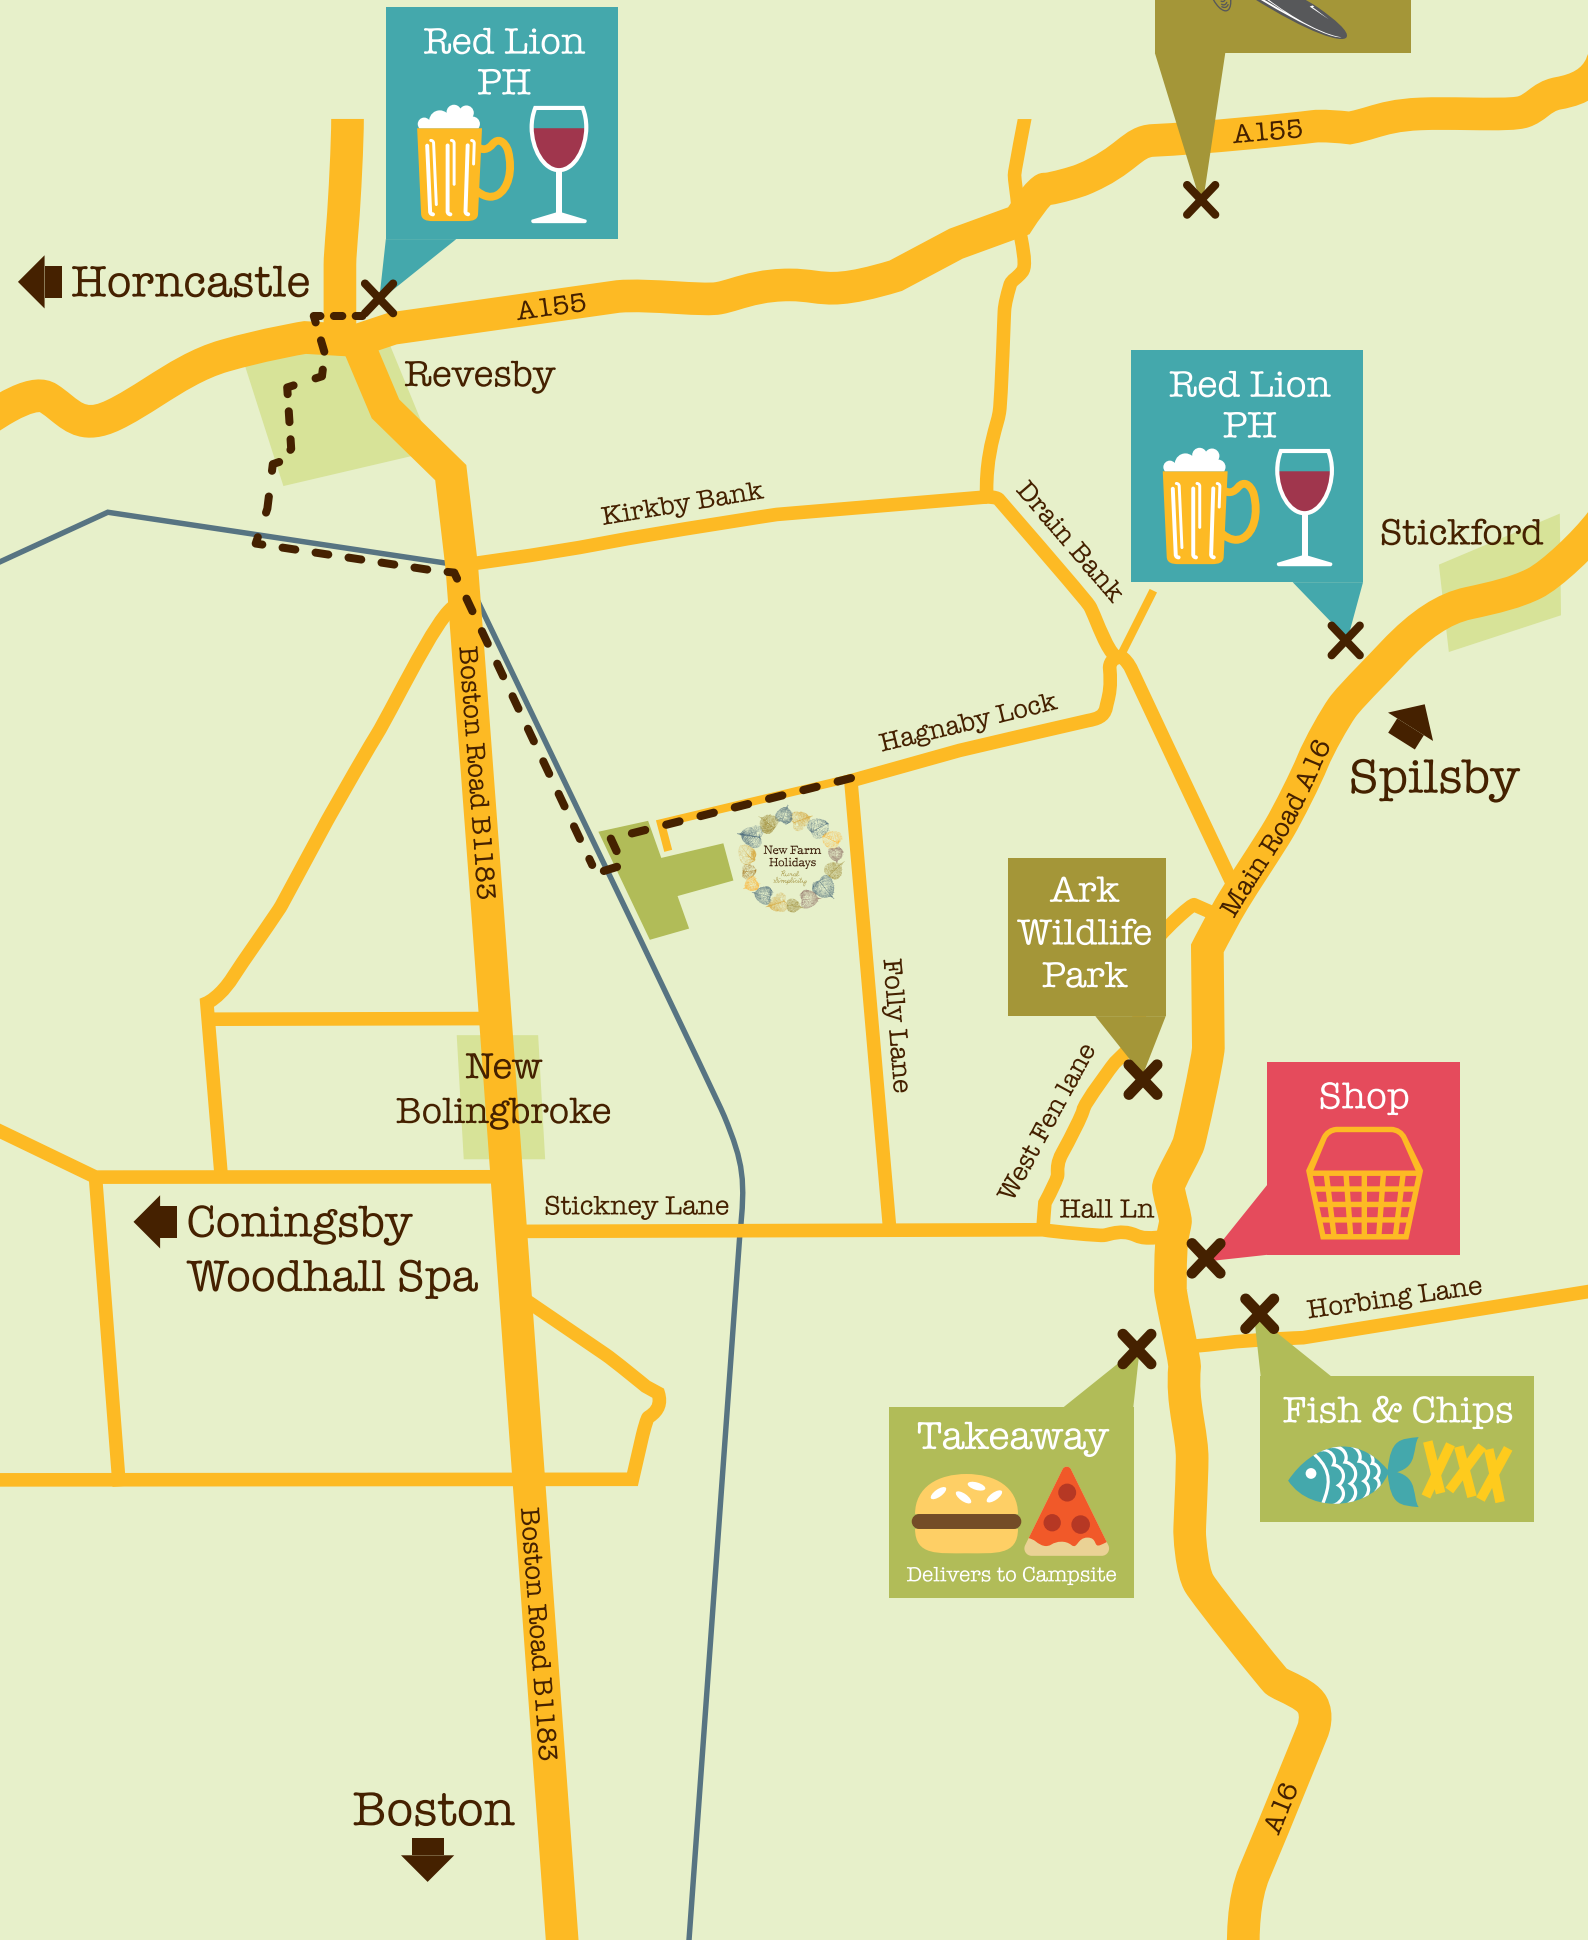 Red Lion
PH
A155
Horncastle
A155
Revesby
Red Lion
PH
Kirkby Bank
Drain Bank
Stickford
Boston Road B1183
Hagnaby Lock
Main Road A16
Spilsby
New Farm
Holidays
Rural
Simplicity
Ark
Wildlife
Park
Folly Lane
West Fen lane
New
Bolingbroke
Shop
Coningsby
Woodhall Spa
Stickney Lane
Hall Ln
Horbing Lane
Takeaway
Delivers to Campsite
Fish & Chips
Boston Road B1183
Boston
A16